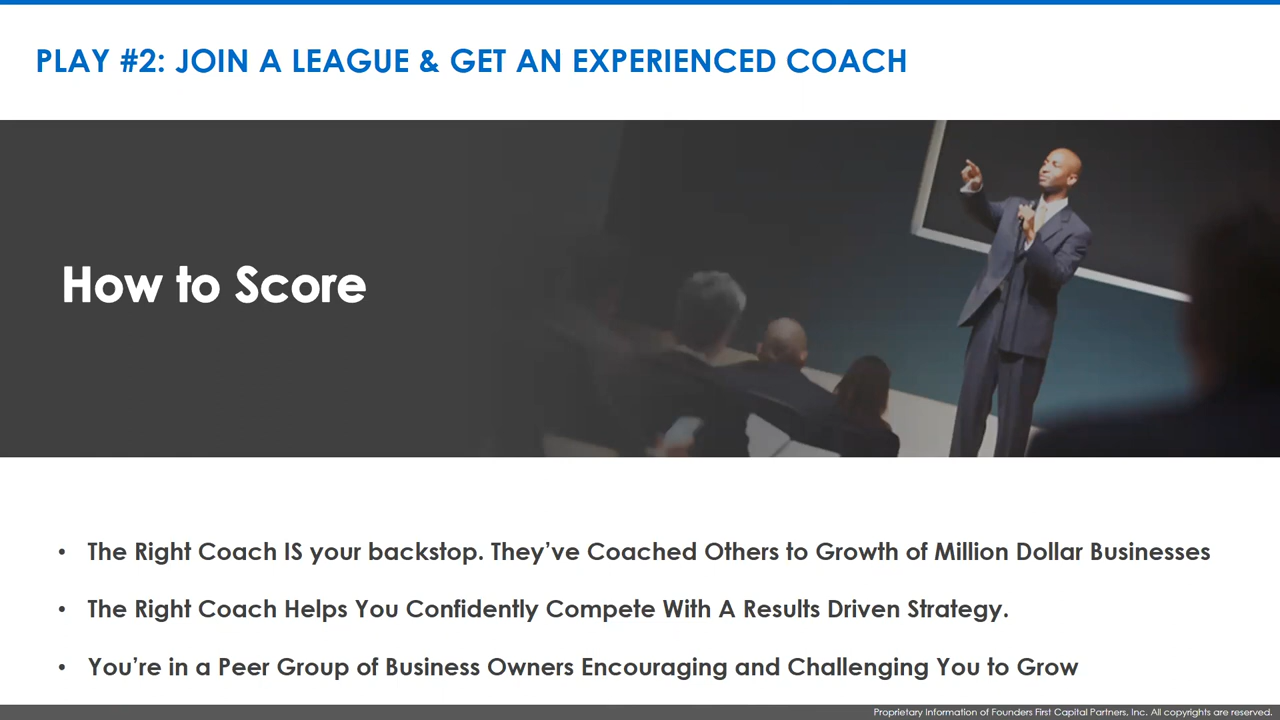 PLAY #2: JOIN A LEAGUE & GET AN EXPERIENCED COACH
How to Score
• The Right Coach IS your backstop. They’ve Coached Others to Growth of Million Dollar Businesses
• The Right Coach Helps You Confidently Compete With A Results Driven Strategy.
• You’re in a Peer Group of Business Owners Encouraging and Challenging You to Grow
Proprietary Information of Founders First Capital Partners, Inc. All copyrights are reserved.